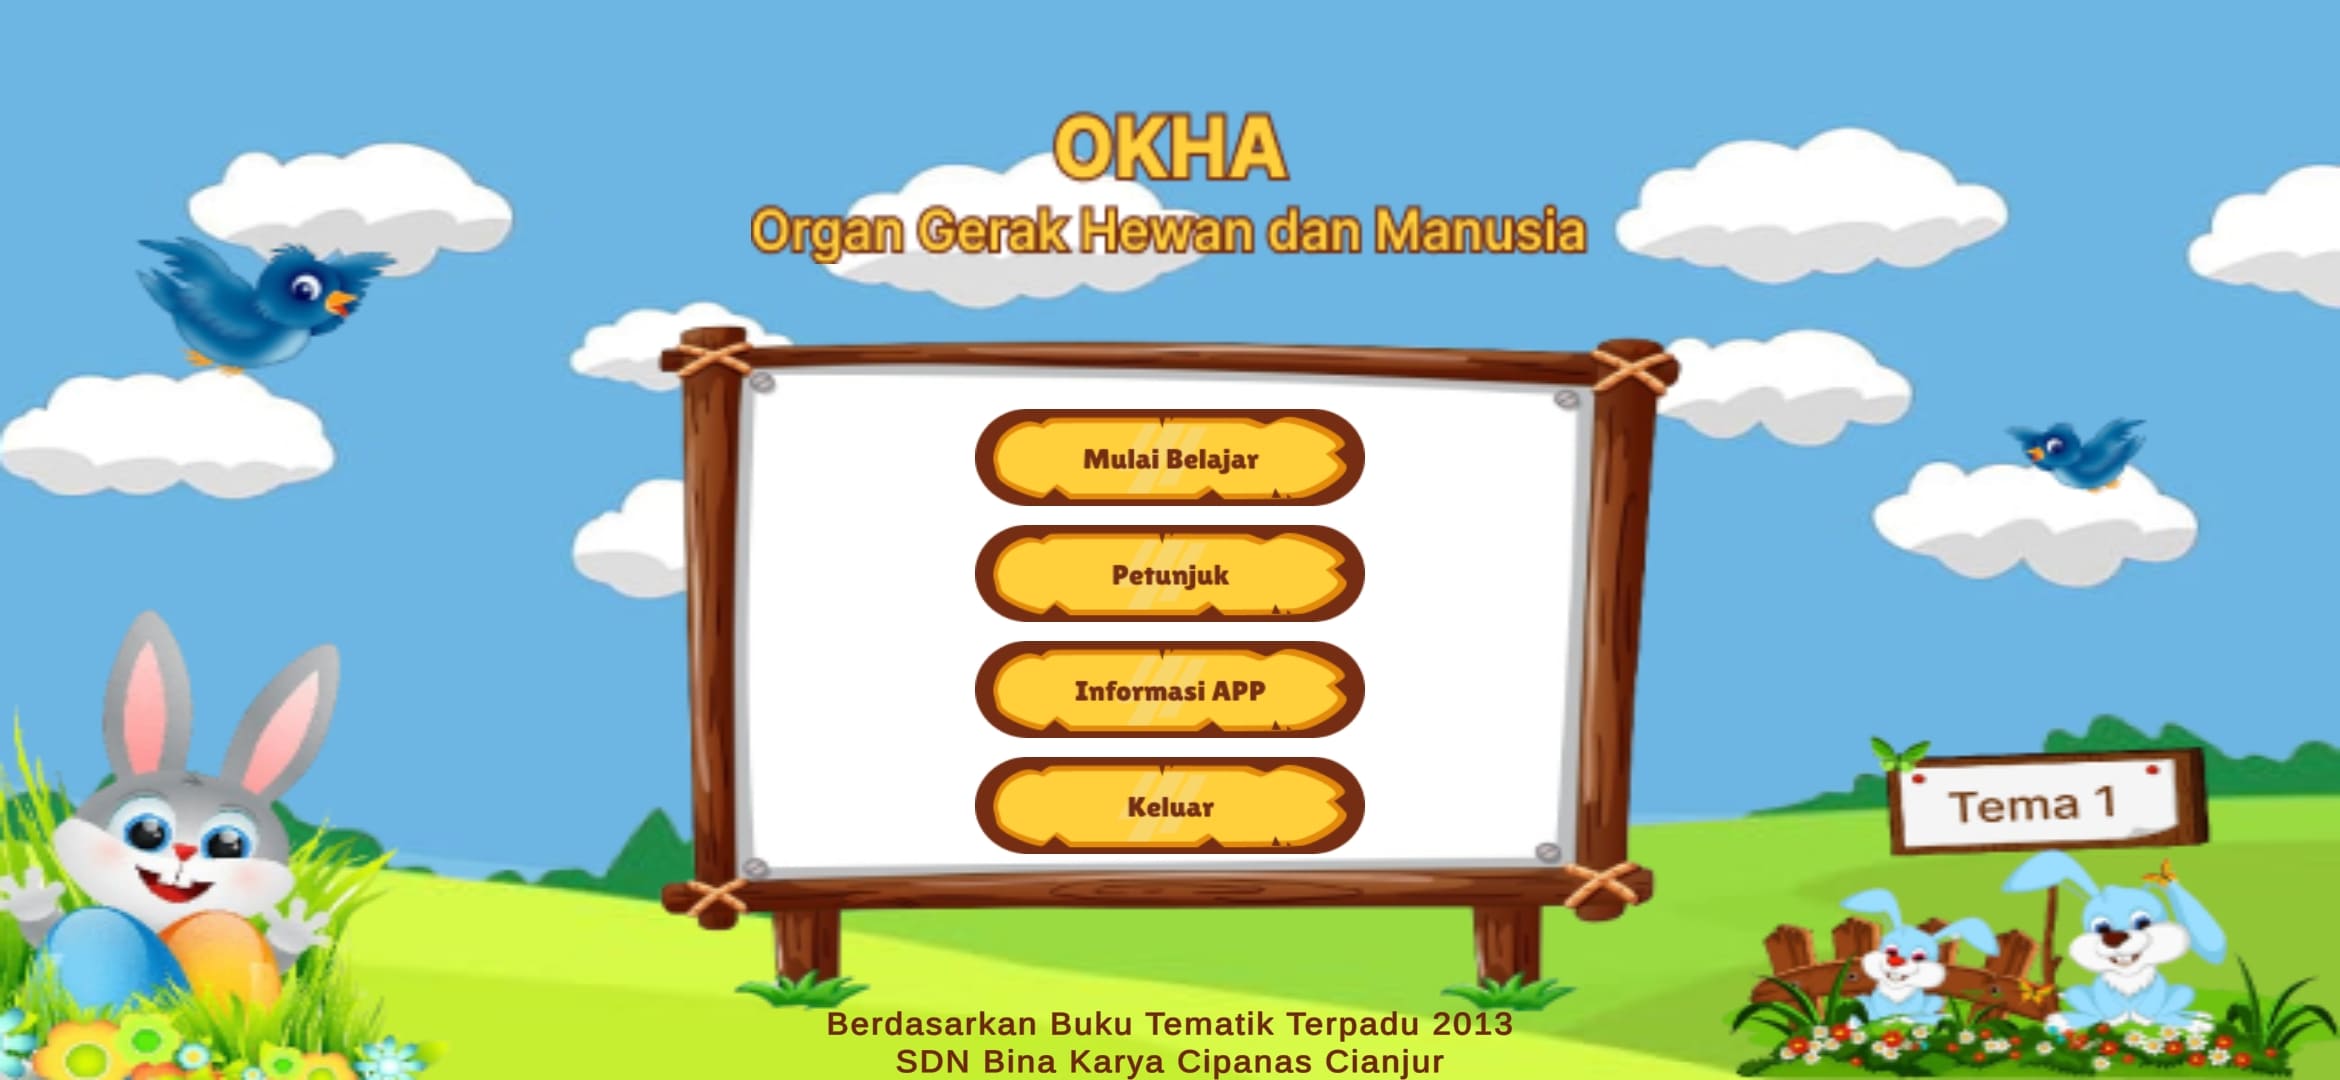 OKHA
Organ Gerak Hewan dan Manusia
Mulai Belajar
Petunjuk
Informasi APP
Keluar
Tema 1
Berdasarkan Buku Tematik Terpadu 2013
SDN Bina Karya Cipanas Cianjur